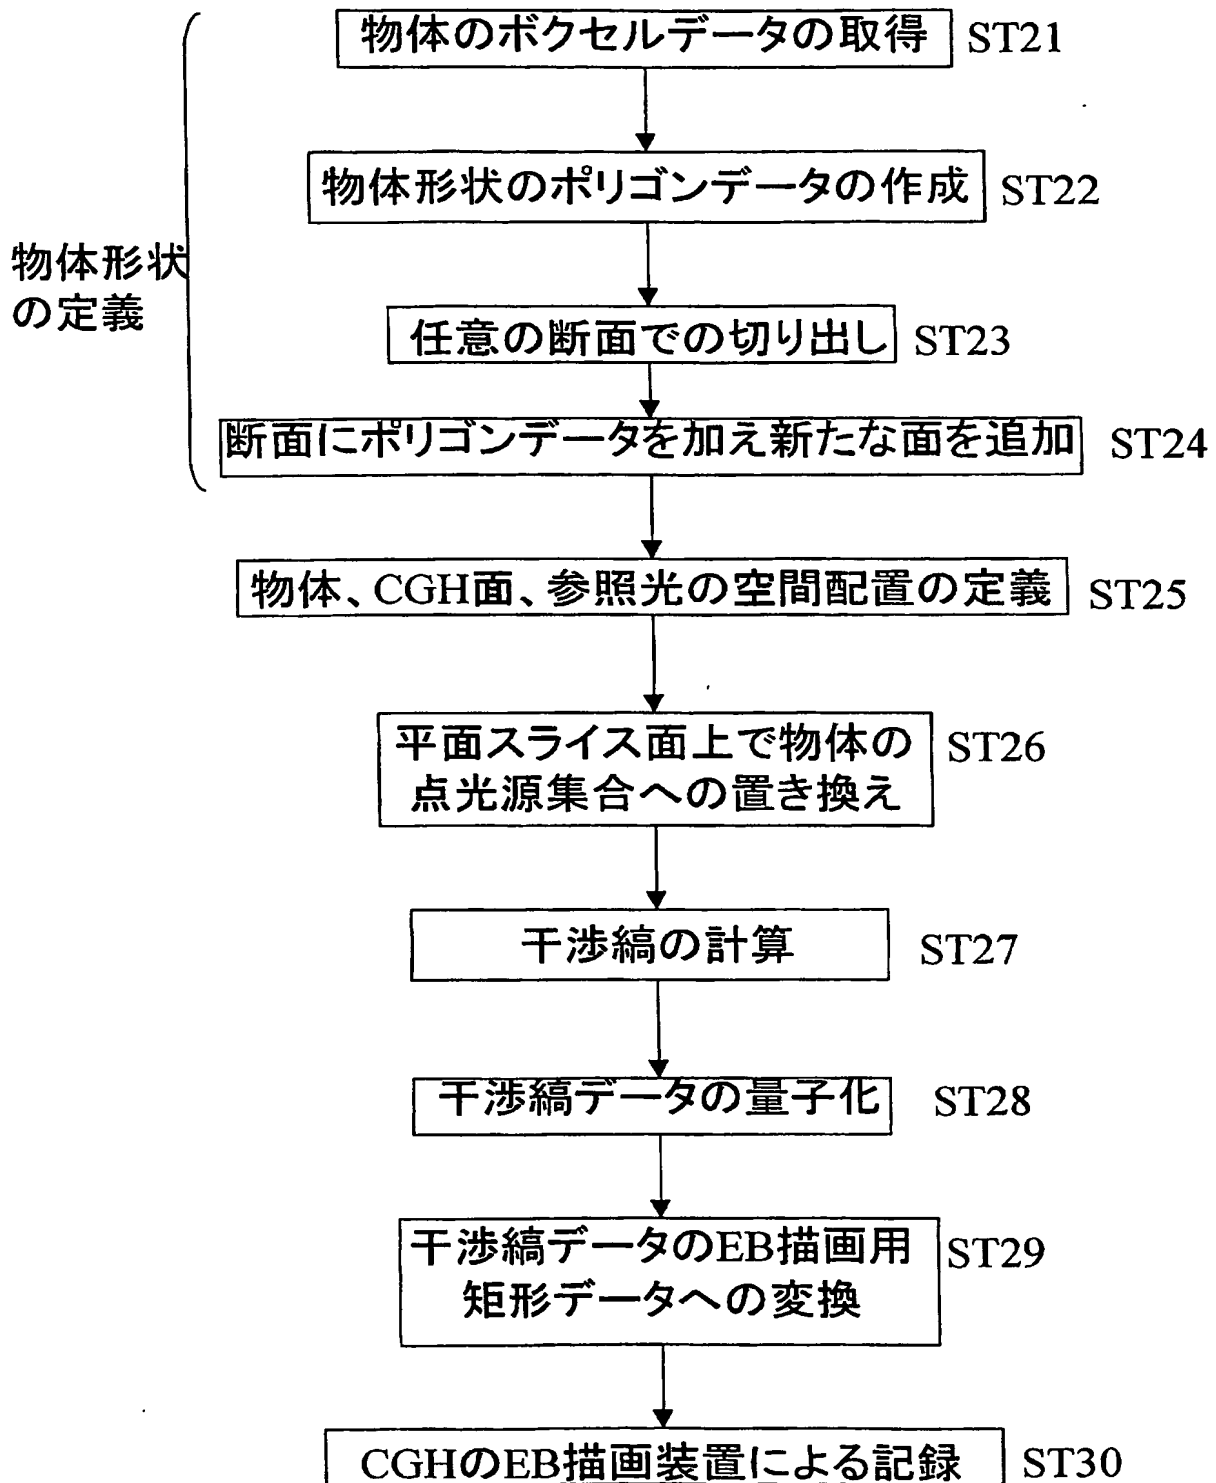 物体のボクセルデータの取得 ST21
物体形状のポリゴンデータの作成 ST22
物体形状
の定義
任意の断面での切り出し ST23
断面にポリゴンデータを加え新たな面を追加 ST24
物体、CGH面、参照光の空間配置の定義 ST25
平面スライス面上で物体の ST26
点光源集合への置き換え
干渉縞の計算 ST27
干渉縞データの量子化 ST28
干渉縞データのEB描画用 ST29
矩形データへの変換
CGHのEB描画装置による記録 ST30